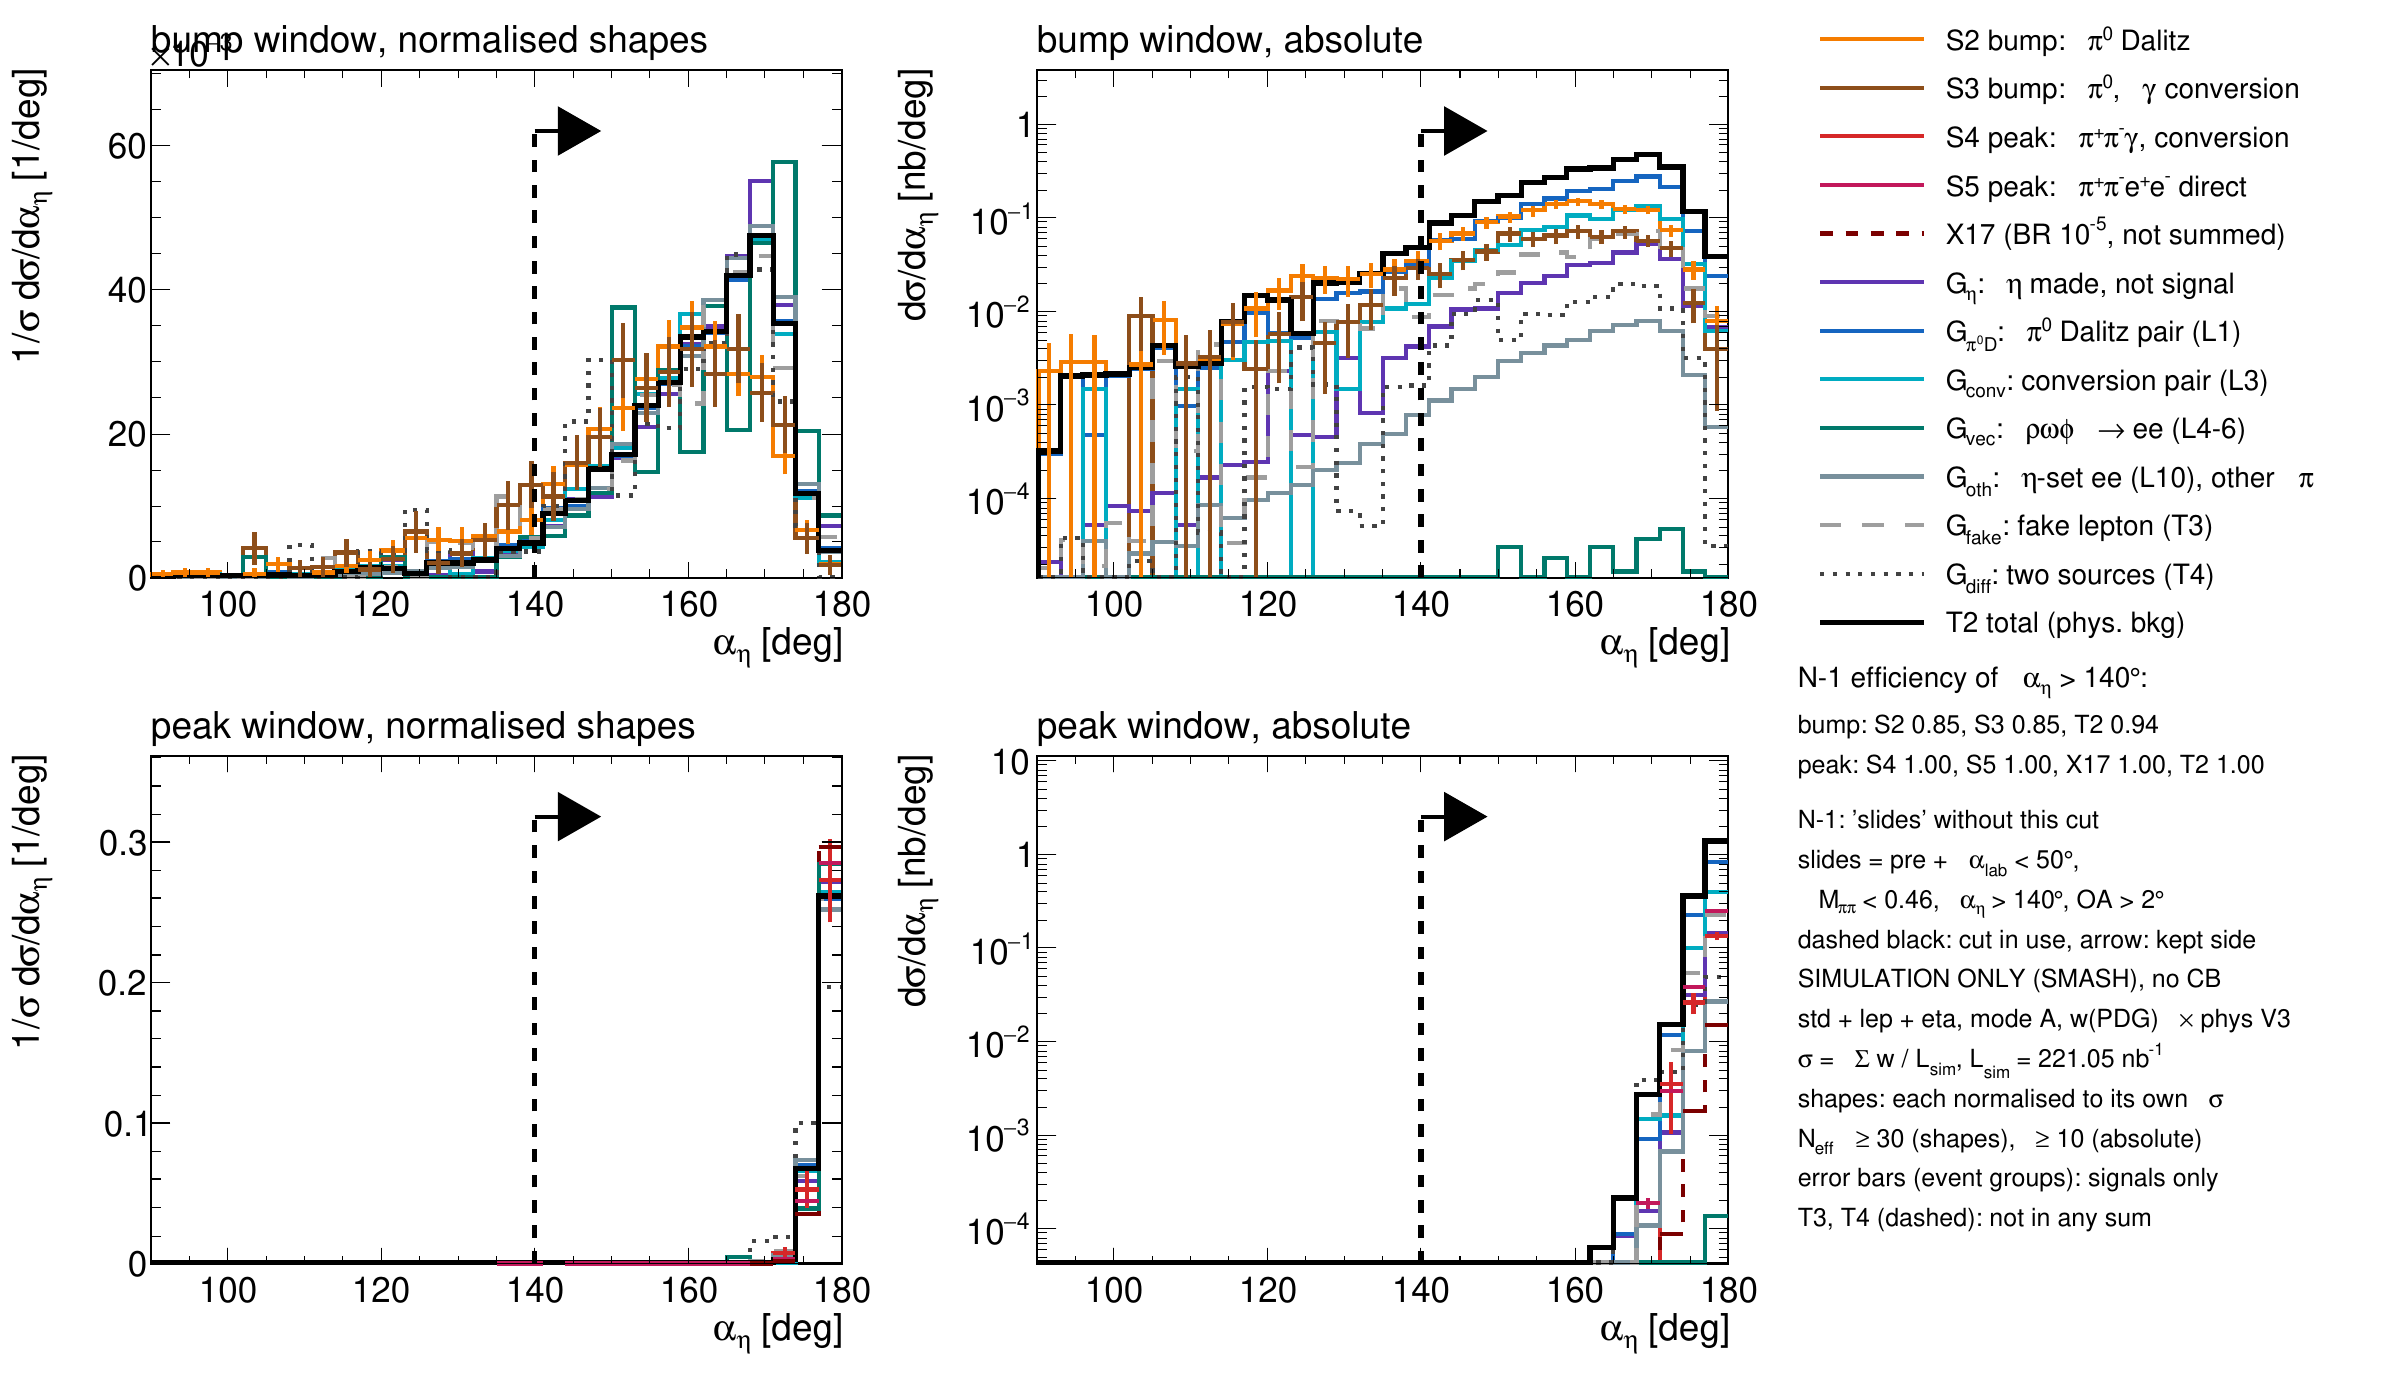 bump window, normalised shapes
×10⁻³
1/σ dσ/dα_η [1/deg]
60
40
20
0
100 120 140 160 180
α_η [deg]
bump window, absolute
dσ/dα_η [nb/deg]
1
10⁻¹
10⁻²
10⁻³
10⁻⁴
100 120 140 160 180
α_η [deg]
peak window, normalised shapes
1/σ dσ/dα_η [1/deg]
0.3
0.2
0.1
0
100 120 140 160 180
α_η [deg]
peak window, absolute
dσ/dα_η [nb/deg]
10
1
10⁻¹
10⁻²
10⁻³
10⁻⁴
100 120 140 160 180
α_η [deg]
S2 bump: π⁰ Dalitz
S3 bump: π⁰, γ conversion
S4 peak: π⁺π⁻γ, conversion
S5 peak: π⁺π⁻e⁺e⁻ direct
X17 (BR 10⁻⁵, not summed)
G_η: η made, not signal
G_π⁰D: π⁰ Dalitz pair (L1)
G_conv: conversion pair (L3)
G_vec: ρωϕ → ee (L4-6)
G_oth: η-set ee (L10), other π
G_fake: fake lepton (T3)
G_diff: two sources (T4)
T2 total (phys. bkg)
N-1 efficiency of α_η > 140°:
bump: S2 0.85, S3 0.85, T2 0.94
peak: S4 1.00, S5 1.00, X17 1.00, T2 1.00
N-1: 'slides' without this cut
slides = pre + α_lab < 50°,
M_ππ < 0.46, α_η > 140°, OA > 2°
dashed black: cut in use, arrow: kept side
SIMULATION ONLY (SMASH), no CB
std + lep + eta, mode A, w(PDG) × phys V3
σ = Σ w / L_sim, L_sim = 221.05 nb⁻¹
shapes: each normalised to its own σ
N_eff ≥ 30 (shapes), ≥ 10 (absolute)
error bars (event groups): signals only
T3, T4 (dashed): not in any sum